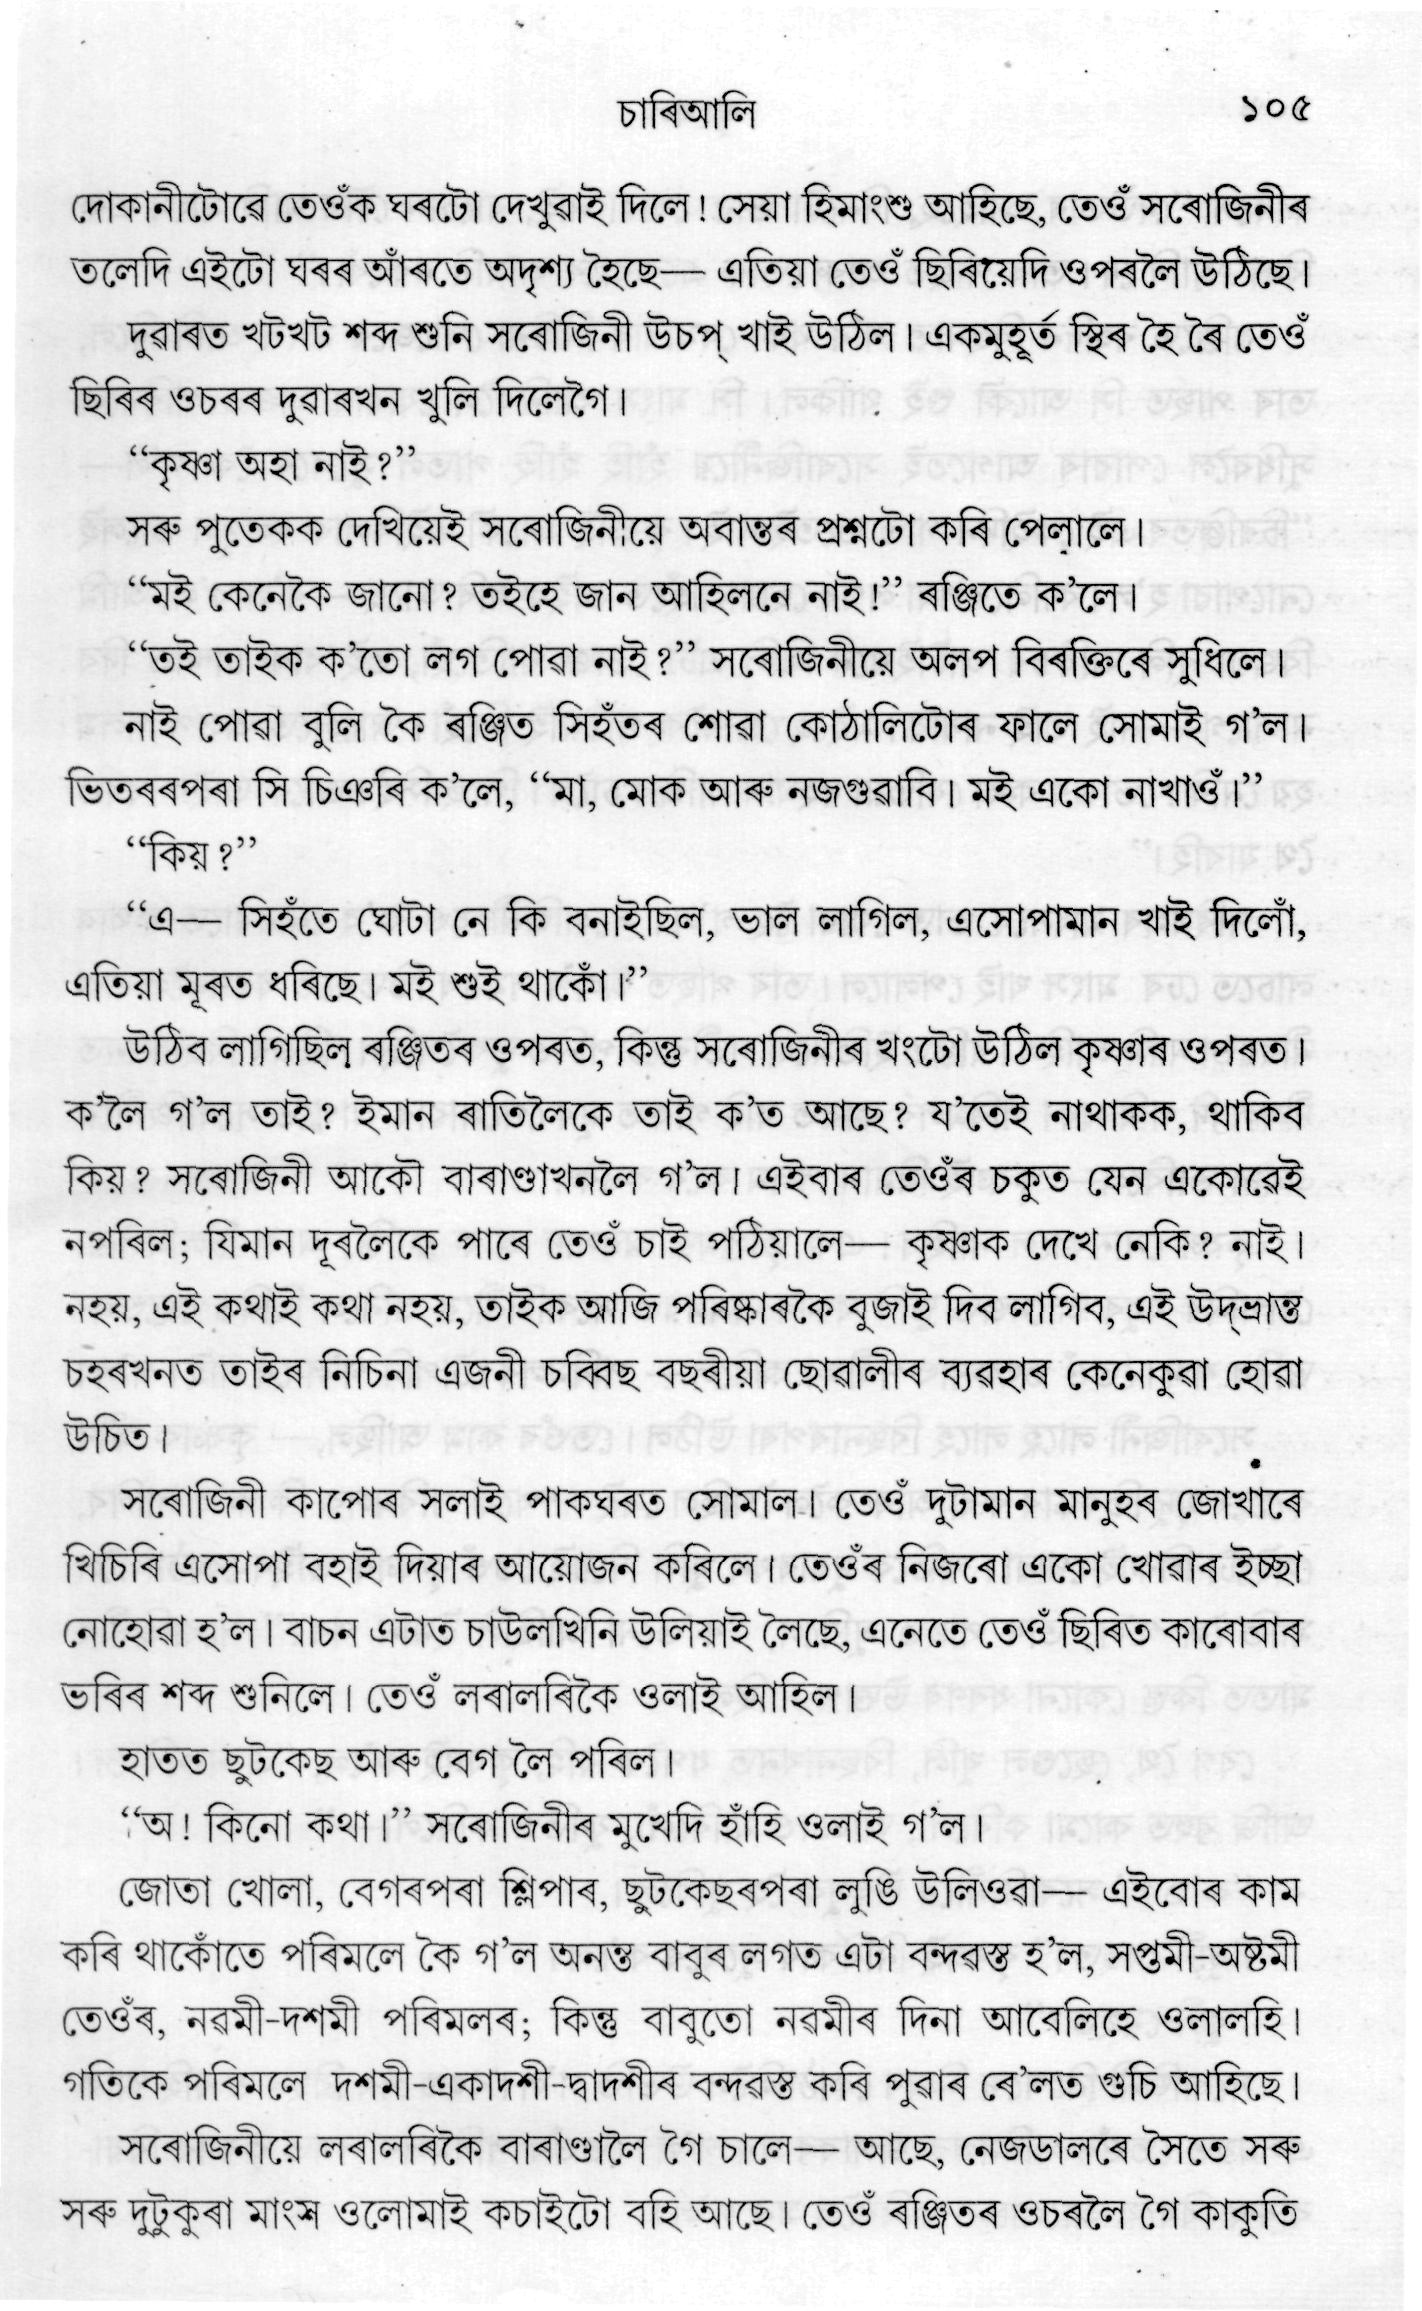 চাৰিআলি ১০৫
দোকানীটোৱে তেওঁক ঘৰটো দেখুৱাই দিলে! সেয়া হিমাংশু আহিছে, তেওঁ সৰোজিনীৰ
তলেদি এইটো ঘৰৰ আঁৰতে অদৃশ্য হৈছে— এতিয়া তেওঁ ছিৰিয়েদি ওপৰলৈ উঠিছে।
দুৱাৰত খটখট শব্দ শুনি সৰোজিনী উচপ্ খাই উঠিল। একমুহূৰ্ত স্থিৰ হৈ ৰৈ তেওঁ
ছিৰিৰ ওচৰৰ দুৱাৰখন খুলি দিলেগৈ।
“কৃষ্ণা অহা নাই?”
সৰু পুতেকক দেখিয়েই সৰোজিনীয়ে অবান্তৰ প্ৰশ্নটো কৰি পেলালে।
“মই কেনেকৈ জানো? তইহে জান আহিলনে নাই!” ৰঞ্জিতে ক’লে।
“তই তাইক ক’তো লগ পোৱা নাই?” সৰোজিনীয়ে অলপ বিৰক্তিৰে সুধিলে।
নাই পোৱা বুলি কৈ ৰঞ্জিত সিহঁতৰ শোৱা কোঠালিটোৰ ফালে সোমাই গ’ল।
ভিতৰৰপৰা সি চিঞৰি ক’লে, “মা, মোক আৰু নজগুৱাবি। মই একো নাখাওঁ।”
“কিয়?”
“এ— সিহঁতে ঘোটা নে কি বনাইছিল, ভাল লাগিল, এসোপামান খাই দিলোঁ,
এতিয়া মূৰত ধৰিছে। মই শুই থাকোঁ।”
উঠিব লাগিছিল ৰঞ্জিতৰ ওপৰত, কিন্তু সৰোজিনীৰ খংটো উঠিল কৃষ্ণাৰ ওপৰত।
ক’লৈ গ’ল তাই? ইমান ৰাতিলৈকে তাই ক’ত আছে? য’তেই নাথাকক, থাকিব
কিয়? সৰোজিনী আকৌ বাৰাণ্ডাখনলৈ গ’ল। এইবাৰ তেওঁৰ চকুত যেন একোৱেই
নপৰিল; যিমান দূৰলৈকে পাৰে তেওঁ চাই পঠিয়ালে— কৃষ্ণাক দেখে নেকি? নাই।
নহয়, এই কথাই কথা নহয়, তাইক আজি পৰিষ্কাৰকৈ বুজাই দিব লাগিব, এই উদ্‌ভ্ৰান্ত
চহৰখনত তাইৰ নিচিনা এজনী চব্বিছ বছৰীয়া ছোৱালীৰ ব্যৱহাৰ কেনেকুৱা হোৱা
উচিত।
সৰোজিনী কাপোৰ সলাই পাকঘৰত সোমাল। তেওঁ দুটামান মানুহৰ জোখাৰে
খিচিৰি এসোপা বহাই দিয়াৰ আয়োজন কৰিলে। তেওঁৰ নিজৰো একো খোৱাৰ ইচ্ছা
নোহোৱা হ’ল। বাচন এটাত চাউলখিনি উলিয়াই লৈছে, এনেতে তেওঁ ছিৰিত কাৰোবাৰ
ভৰিৰ শব্দ শুনিলে। তেওঁ লৰালৰিকৈ ওলাই আহিল।
হাতত ছুটকেছ আৰু বেগ লৈ পৰিল।
“অ! কিনো কথা।” সৰোজিনীৰ মুখেদি হাঁহি ওলাই গ’ল।
জোতা খোলা, বেগৰপৰা শ্লিপাৰ, ছুটকেছৰপৰা লুঙি উলিওৱা— এইবোৰ কাম
কৰি থাকোঁতে পৰিমলে কৈ গ’ল অনন্ত বাবুৰ লগত এটা বন্দৱস্ত হ’ল, সপ্তমী-অষ্টমী
তেওঁৰ, নৱমী-দশমী পৰিমলৰ; কিন্তু বাবুতো নৱমীৰ দিনা আবেলিহে ওলালহি।
গতিকে পৰিমলে দশমী-একাদশী-দ্বাদশীৰ বন্দৱস্ত কৰি পুৱাৰ ৰে’লত গুচি আহিছে।
সৰোজিনীয়ে লৰালৰিকৈ বাৰাণ্ডালৈ গৈ চালে— আছে, নেজডালৰে সৈতে সৰু
সৰু দুটুকুৰা মাংস ওলোমাই কচাইটো বহি আছে। তেওঁ ৰঞ্জিতৰ ওচৰলৈ গৈ কাকুতি